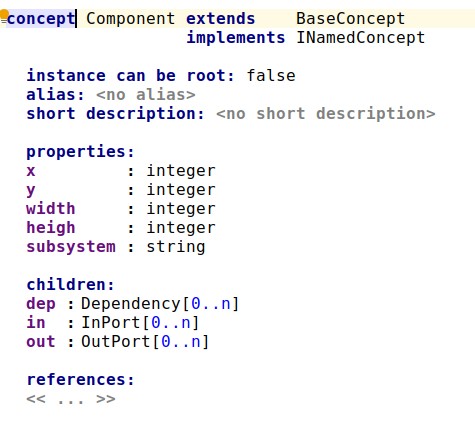 concept Component extends BaseConcept
implements INamedConcept
instance can be root: false
alias: <no alias>
short description: <no short description>
properties:
x : integer
y : integer
width : integer
heigh : integer
subsystem : string
children:
dep : Dependency[0..n]
in : InPort[0..n]
out : OutPort[0..n]
references:
<< ... >>